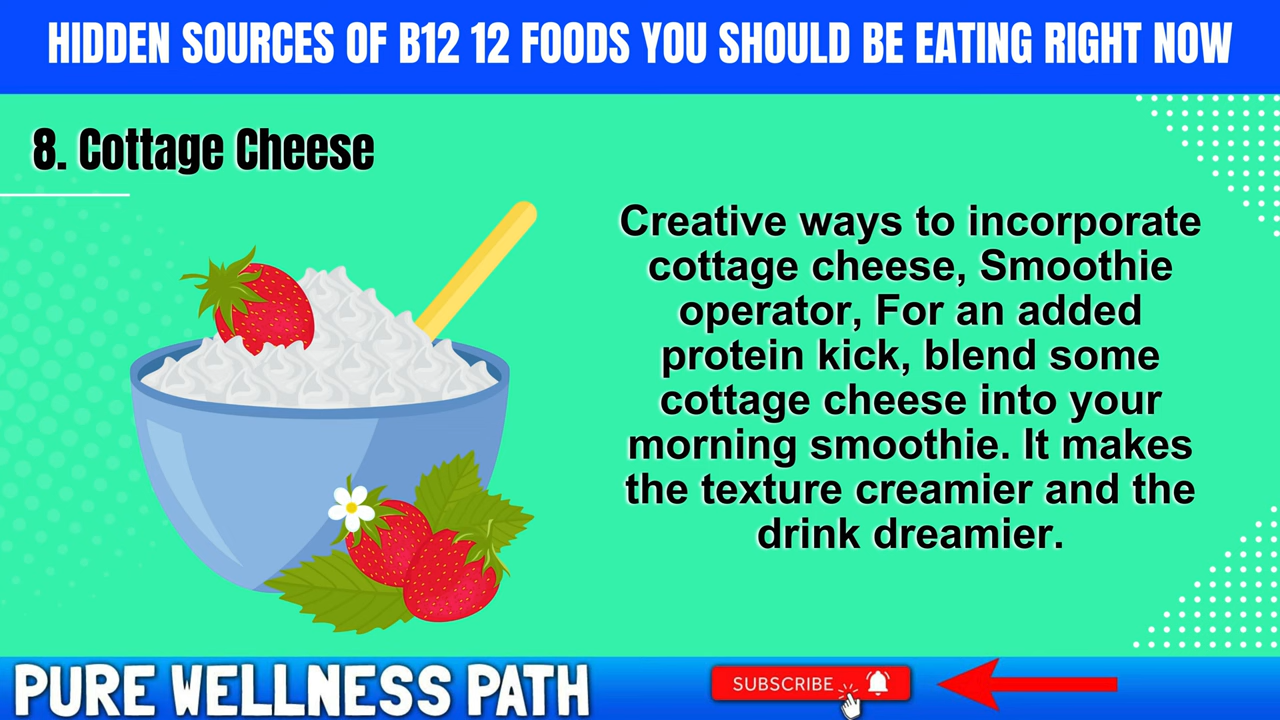 HIDDEN SOURCES OF B12 12 FOODS YOU SHOULD BE EATING RIGHT NOW
8. Cottage Cheese
Creative ways to incorporate
cottage cheese, Smoothie
operator, For an added
protein kick, blend some
cottage cheese into your
morning smoothie. It makes
the texture creamier and the
drink dreamier.
PURE WELLNESS PATH
SUBSCRIBE